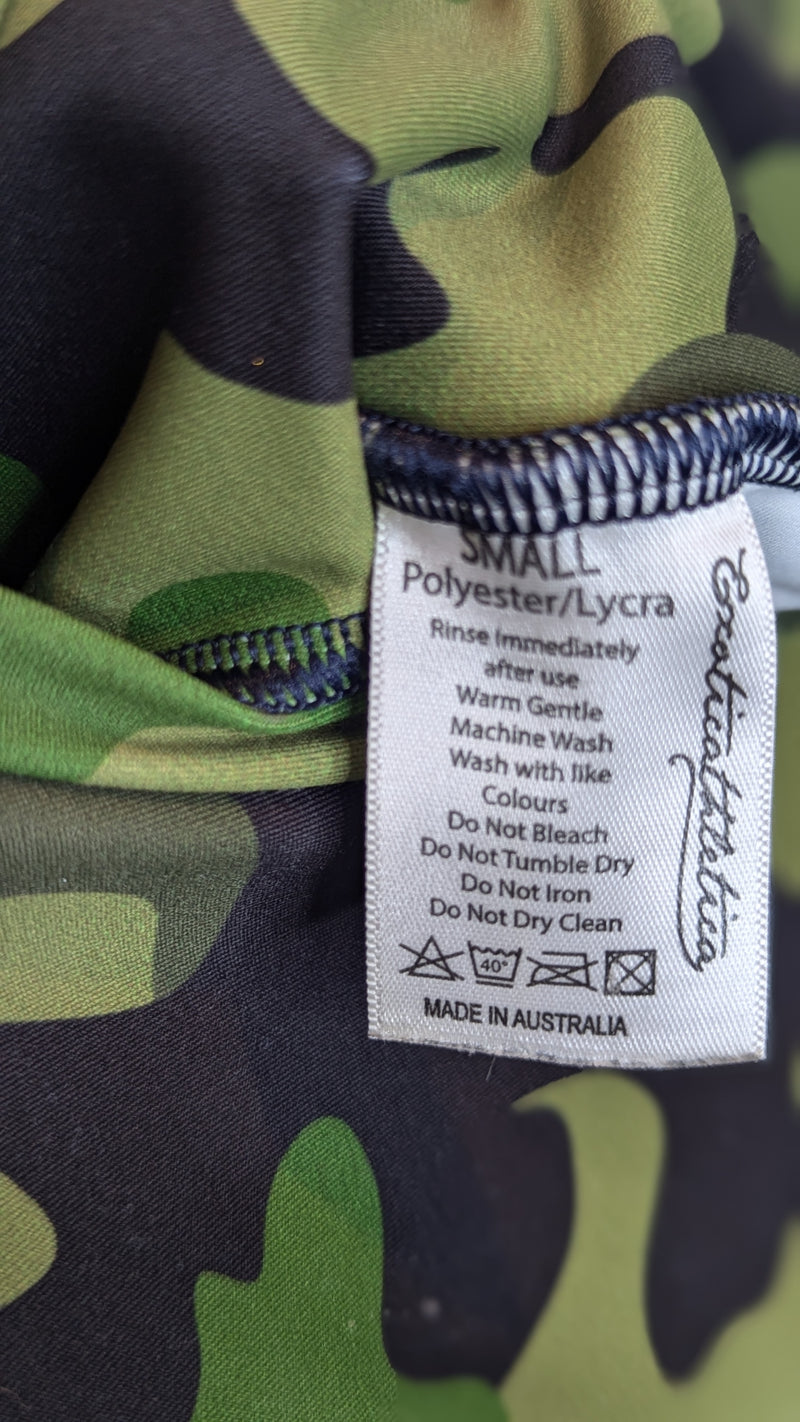 SMALL
Polyester/Lycra
Rinse immediately
after use
Warm Gentle
Machine Wash
Wash with like
Colours
Do Not Bleach
Do Not Tumble Dry
Do Not Iron
Do Not Dry Clean
40°
MADE IN AUSTRALIA
Exoticathletica